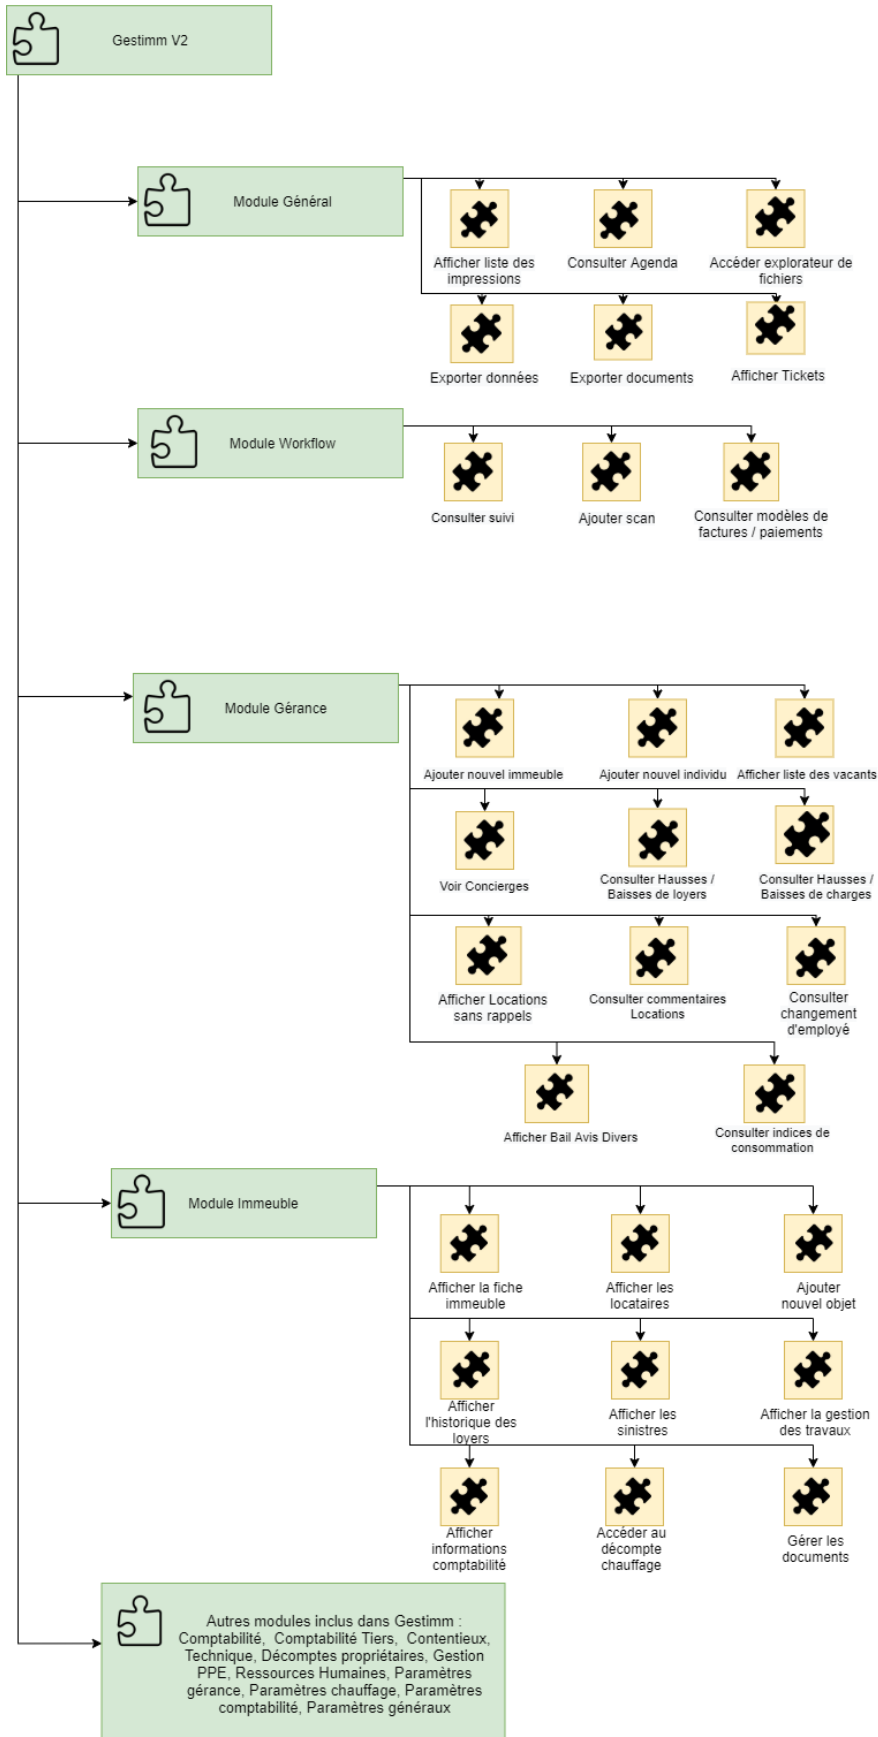 Gestimm V2
Module Général
Afficher liste des
impressions
Consulter Agenda
Accéder explorateur de
fichiers
Exporter données
Exporter documents
Afficher Tickets
Module Workflow
Consulter suivi
Ajouter scan
Consulter modèles de
factures / paiements
Module Gérance
Ajouter nouvel immeuble
Ajouter nouvel individu
Afficher liste des vacants
Voir Concierges
Consulter Hausses /
Baisses de loyers
Consulter Hausses /
Baisses de charges
Afficher Locations
sans rappels
Consulter commentaires
Locations
Consulter
changement
d'employé
Afficher Bail Avis Divers
Consulter indices de
consommation
Module Immeuble
Afficher la fiche
immeuble
Afficher les
locataires
Ajouter
nouvel objet
Afficher
l'historique des
loyers
Afficher les
sinistres
Afficher la gestion
des travaux
Afficher
informations
comptabilité
Accéder au
décompte
chauffage
Gérer les
documents
Autres modules inclus dans Gestimm :
Comptabilité, Comptabilité Tiers, Contentieux,
Technique, Décomptes propriétaires, Gestion
PPE, Ressources Humaines, Paramètres
gérance, Paramètres chauffage, Paramètres
comptabilité, Paramètres généraux